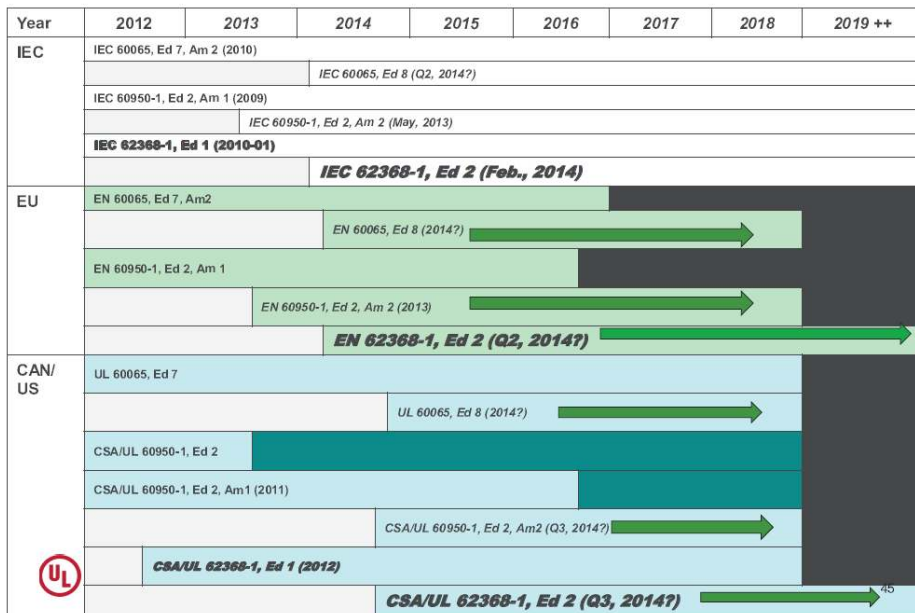 Year 2012 2013 2014 2015 2016 2017 2018 2019 ++
IEC
IEC 60065, Ed 7, Am 2 (2010)
IEC 60065, Ed 8 (Q2, 2014?)
IEC 60950-1, Ed 2, Am 1 (2009)
IEC 60950-1, Ed 2, Am 2 (May, 2013)
IEC 62368-1, Ed 1 (2010-01)
IEC 62368-1, Ed 2 (Feb., 2014)
EU
EN 60065, Ed 7, Am2
EN 60065, Ed 8 (2014?)
EN 60950-1, Ed 2, Am 1
EN 60950-1, Ed 2, Am 2 (2013)
EN 62368-1, Ed 2 (Q2, 2014?)
CAN/
US
UL 60065, Ed 7
UL 60065, Ed 8 (2014?)
CSA/UL 60950-1, Ed 2
CSA/UL 60950-1, Ed 2, Am1 (2011)
CSA/UL 60950-1, Ed 2, Am2 (Q3, 2014?)
CSA/UL 62368-1, Ed 1 (2012)
UL
CSA/UL 62368-1, Ed 2 (Q3, 2014?)
45